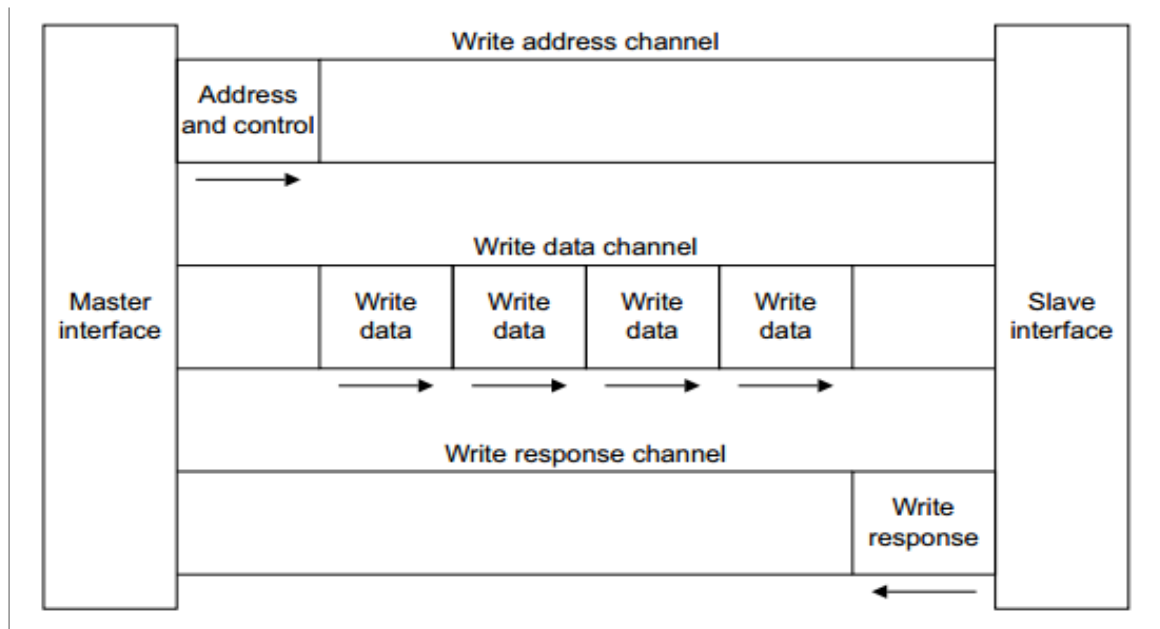 Write address channel
Address
and control
Write data channel
Master
interface
Write
data
Write
data
Write
data
Write
data
Slave
interface
Write response channel
Write
response